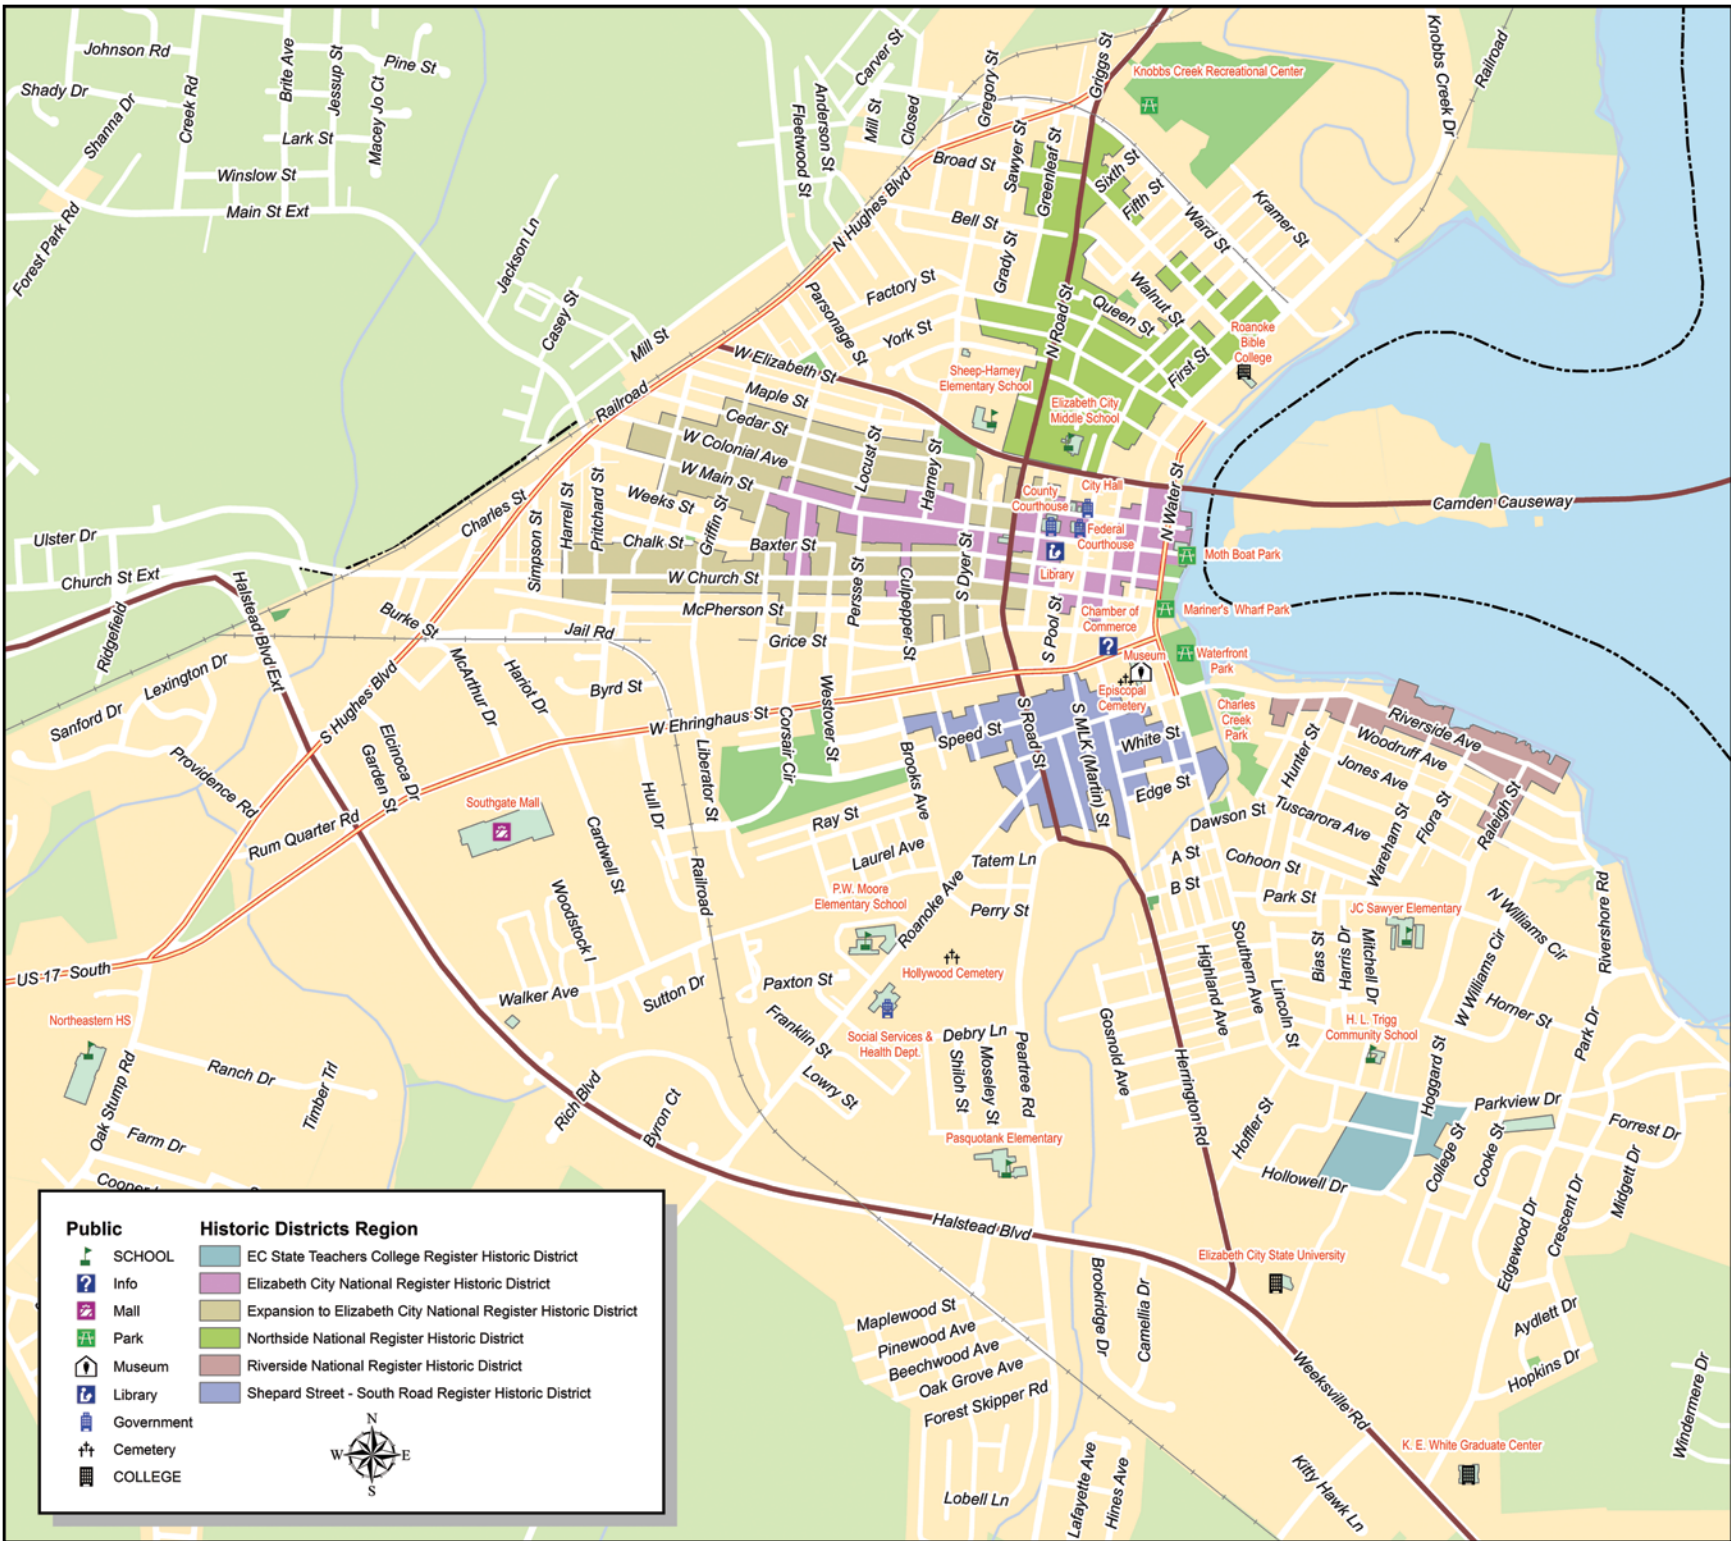 Johnson Rd
Shady Dr
Shanna Dr
Creek Rd
Brite Ave
Jessup St
Pine St
Macey Jo Ct
Lark St
Winslow St
Main St Ext
Forest Park Rd
Jackson Ln
Casey St
Mill St
Carver St
Anderson St
Fleetwood St
Mill St
Closed
Gregory St
Griggs St
Knobbs Creek Recreational Center
Knobbs Creek Dr
Railroad
N Hughes Blvd
Broad St
Sawyer St
Greenleaf St
Sixth St
Fifth St
Ward St
Kramer St
Bell St
Grady St
Factory St
Parsonage St
York St
N Road St
Queen St
Walnut St
First St
Roanoke
Bible
College
W Elizabeth St
Sheep-Harney
Elementary School
Elizabeth City
Middle School
Maple St
Cedar St
W Colonial Ave
W Main St
Locust St
Harney St
Railroad
Charles St
Simpson St
Harrell St
Pritchard St
Weeks St
Griffin St
Chalk St
Baxter St
W Church St
McPherson St
Grice St
Persse St
Culpepper St
S Dyer St
County
Courthouse
City Hall
Federal
Courthouse
Library
N Water St
Camden Causeway
Moth Boat Park
Mariner's Wharf Park
Waterfront
Park
Chamber of
Commerce
Museum
Episcopal
Cemetery
Charles
Creek
Park
S Pool St
Ulster Dr
Church St Ext
Ridgefield
Halstead Blvd Ext
Burke St
Jail Rd
Lexington Dr
Sanford Dr
McArthur Dr
Hariot Dr
Byrd St
S Hughes Blvd
Providence Rd
Elcinoca Dr
Garden St
Rum Quarter Rd
W Ehringhaus St
Westover St
Corsair Cir
Liberator St
Hull Dr
Cardwell St
Southgate Mall
Brooks Ave
Speed St
S Road St
S MLK (Martin) St
White St
Edge St
Riverside Ave
Woodruff Ave
Hunter St
Jones Ave
Tuscarora Ave
Wareham St
Flora St
Raleigh St
Dawson St
Cohoon St
A St
B St
Park St
Ray St
Laurel Ave
Tatem Ln
Perry St
Roanoke Ave
P.W. Moore
Elementary School
Hollywood Cemetery
Railroad
Woodstock I
Walker Ave
Sutton Dr
Paxton St
Franklin St
Lowry St
Social Services &
Health Dept.
Debry Ln
Shiloh St
Moseley St
Peartree Rd
Gosnold Ave
Highland Ave
Southern Ave
Lincoln St
Bias St
Harris Dr
Mitchell Dr
JC Sawyer Elementary
N Williams Cir
W Williams Cir
Rivershore Rd
Horner St
Park Dr
H. L. Trigg
Community School
Hoggard St
Parkview Dr
Forrest Dr
Midgett Dr
College St
Cooke St
Crescent Dr
Edgewood Dr
Hoffler St
Hollowell Dr
Herrington Rd
US 17 South
Northeastern HS
Oak Stump Rd
Ranch Dr
Timber Trl
Farm Dr
Rich Blvd
Byron Ct
Pasquotank Elementary
Halstead Blvd
Elizabeth City State University
Maplewood St
Pinewood Ave
Beechwood Ave
Oak Grove Ave
Forest Skipper Rd
Brookridge Dr
Camellia Dr
Aydlett Dr
Hopkins Dr
Weeksville Rd
Windermere Dr
K. E. White Graduate Center
Kitty Hawk Ln
Lobell Ln
Lafayette Ave
Hines Ave
Public
SCHOOL
Info
Mall
Park
Museum
Library
Government
Cemetery
COLLEGE
Historic Districts Region
EC State Teachers College Register Historic District
Elizabeth City National Register Historic District
Expansion to Elizabeth City National Register Historic District
Northside National Register Historic District
Riverside National Register Historic District
Shepard Street - South Road Register Historic District
N
W
E
S